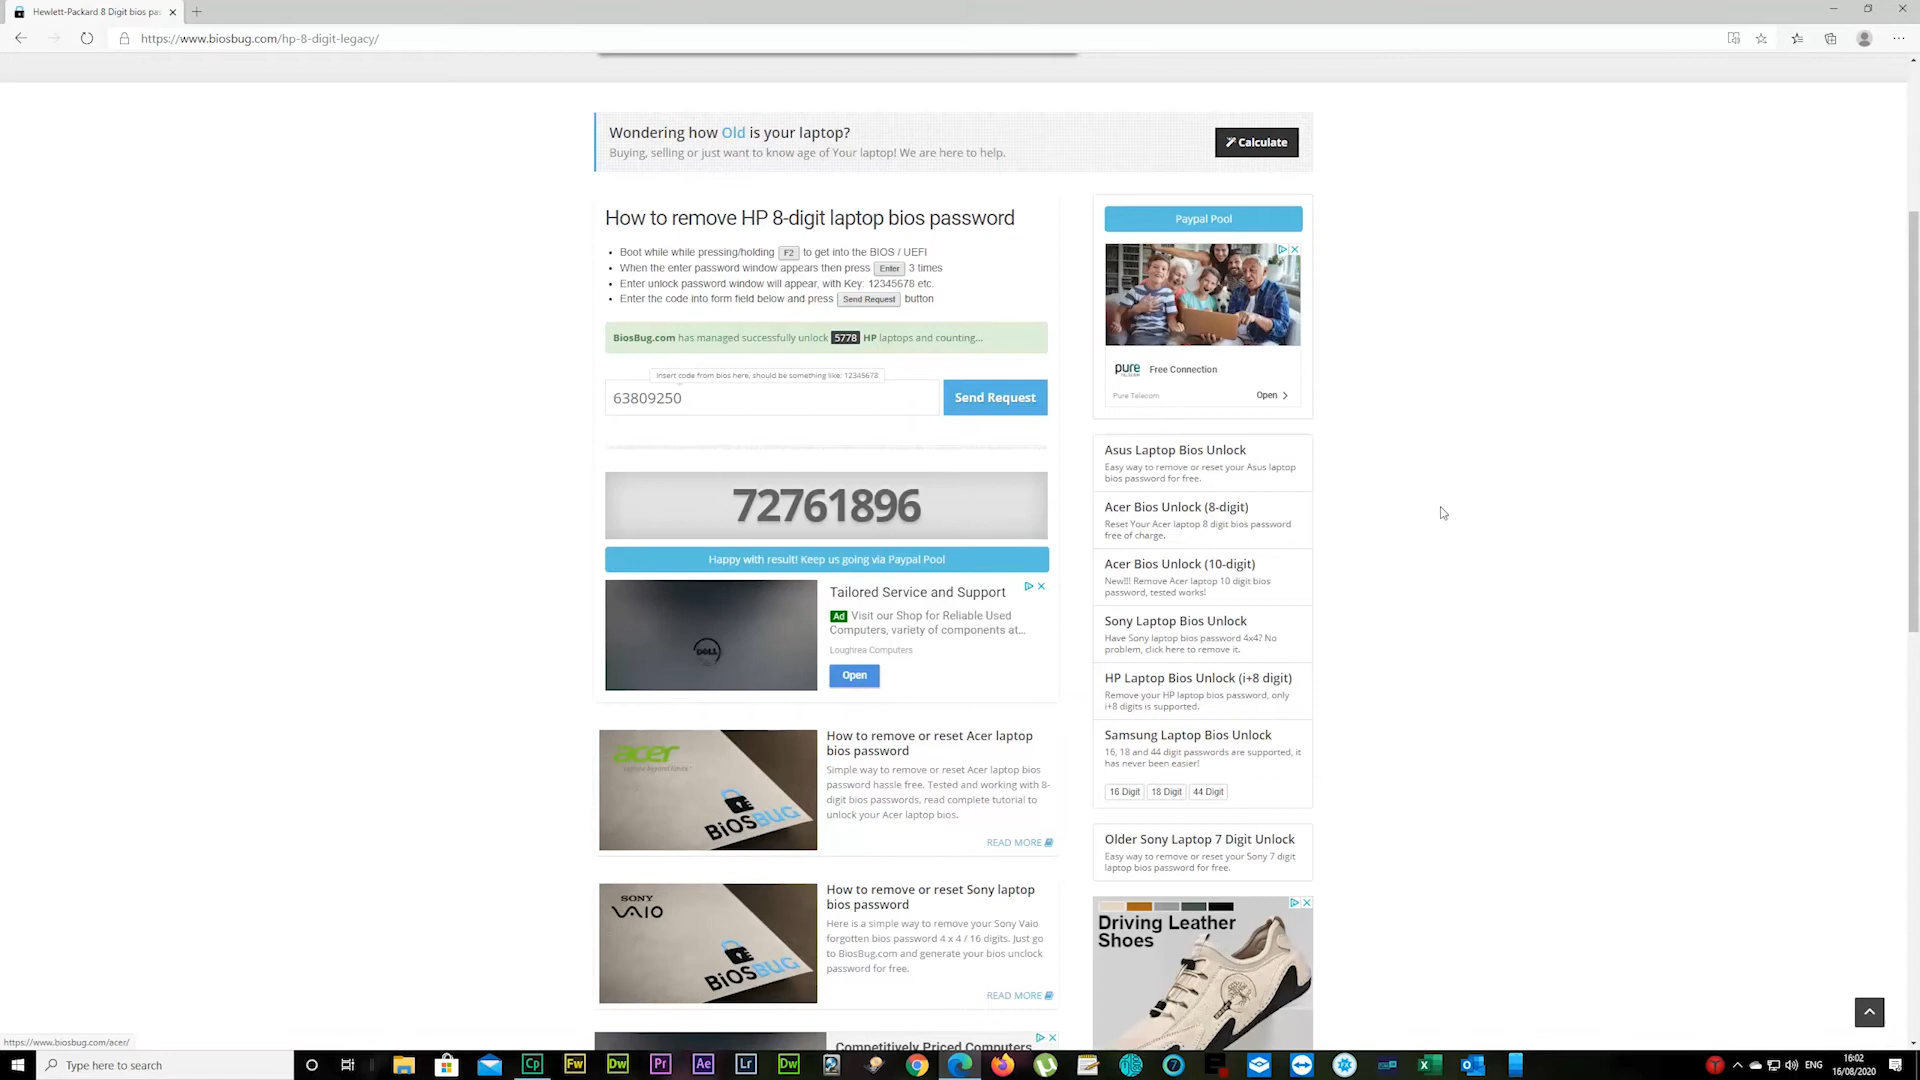 Hewlett-Packard 8 Digit bios pas
https://www.biosbug.com/hp-8-digit-legacy/
Wondering how Old is your laptop?
Buying, selling or just want to know age of Your laptop! We are here to help.
Calculate
How to remove HP 8-digit laptop bios password
Boot while while pressing/holding F2 to get into the BIOS / UEFI
When the enter password window appears then press Enter 3 times
Enter unlock password window will appear, with Key: 12345678 etc.
Enter the code into form field below and press Send Request button
BiosBug.com has managed successfully unlock 5778 HP laptops and counting...
Insert code from bios here, should be something like: 12345678
63809250
Send Request
72761896
Happy with result! Keep us going via Paypal Pool
DELL
Tailored Service and Support
Ad Visit our Shop for Reliable Used
Computers, variety of components at...
Loughrea Computers
Open
acer
BIOSBUG
How to remove or reset Acer laptop
bios password
Simple way to remove or reset Acer laptop bios
password hassle free. Tested and working with 8-
digit bios passwords, read complete tutorial to
unlock your Acer laptop bios.
READ MORE
SONY
VAIO
BIOSBUG
How to remove or reset Sony laptop
bios password
Here is a simple way to remove your Sony Vaio
forgotten bios password 4 x 4 / 16 digits. Just go
to BiosBug.com and generate your bios unclock
password for free.
READ MORE
Competitively Priced Computers
Paypal Pool
pure
TELECOM
Free Connection
Pure Telecom
Open
Asus Laptop Bios Unlock
Easy way to remove or reset your Asus laptop
bios password for free.
Acer Bios Unlock (8-digit)
Reset Your Acer laptop 8 digit bios password
free of charge.
Acer Bios Unlock (10-digit)
New!!! Remove Acer laptop 10 digit bios
password, tested works!
Sony Laptop Bios Unlock
Have Sony laptop bios password 4x4? No
problem, click here to remove it.
HP Laptop Bios Unlock (i+8 digit)
Remove your HP laptop bios password, only
i+8 digits is supported.
Samsung Laptop Bios Unlock
16, 18 and 44 digit passwords are supported, it
has never been easier!
16 Digit
18 Digit
44 Digit
Older Sony Laptop 7 Digit Unlock
Easy way to remove or reset your Sony 7 digit
laptop bios password for free.
Driving Leather
Shoes
https://www.biosbug.com/acer/
Type here to search
Cp
Fw
Dw
Pr
Ae
Lr
Dw
ENG
16:02
16/08/2020